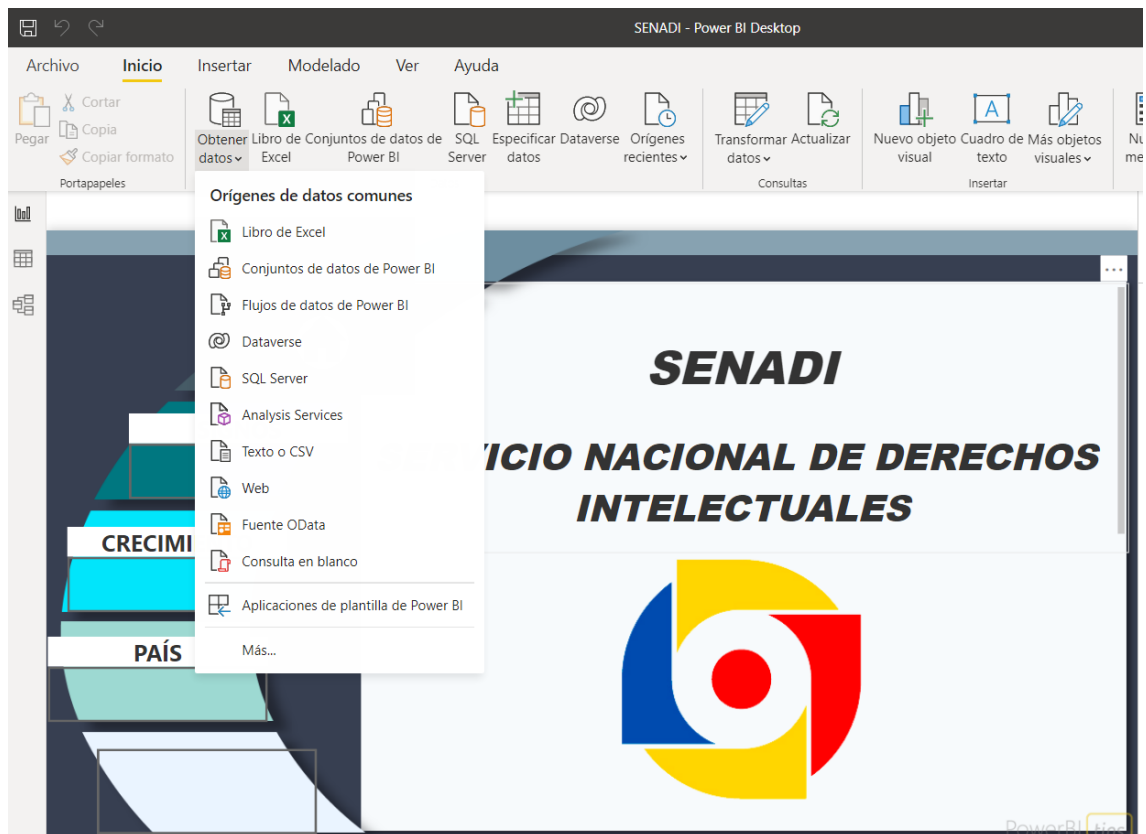 SENADI - Power BI Desktop
Archivo Inicio Insertar Modelado Ver Ayuda
Pegar
Cortar
Copia
Copiar formato
Portapapeles
Obtener
datos
Libro de
Excel
Conjuntos de datos de
Power BI
SQL
Server
Especificar
datos
Dataverse
Orígenes
recientes
Transformar
datos
Actualizar
Consultas
Nuevo objeto
visual
Cuadro de
texto
Más objetos
visuales
Insertar
Nu
me
Orígenes de datos comunes
Libro de Excel
Conjuntos de datos de Power BI
Flujos de datos de Power BI
Dataverse
SQL Server
Analysis Services
Texto o CSV
Web
Fuente OData
Consulta en blanco
Aplicaciones de plantilla de Power BI
Más...
CRECIMI
PAÍS
SENADI
ICIO NACIONAL DE DERECHOS
INTELECTUALES
PowerBI tips